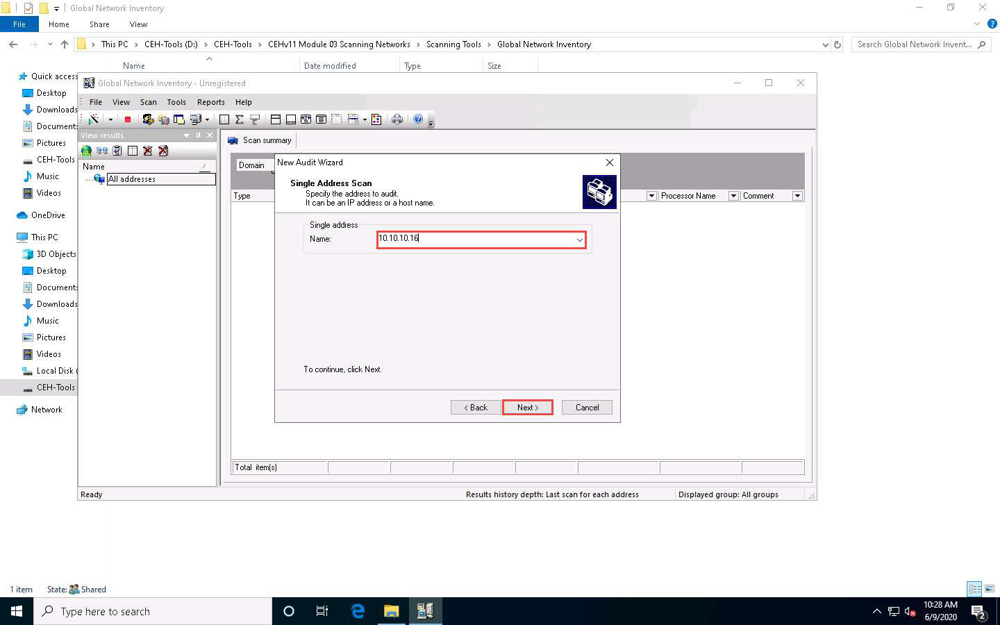 Global Network Inventory
File Home Share View
This PC > CEH-Tools (D:) > CEH-Tools > CEHv11 Module 03 Scanning Networks > Scanning Tools > Global Network Inventory
Search Global Network Invent...
Name Date modified Type Size
Quick access
Desktop
Downloads
Documents
Pictures
CEH-Tools
Music
Videos
OneDrive
This PC
3D Objects
Desktop
Documents
Downloads
Music
Pictures
Videos
Local Disk (
CEH-Tools
Network
Global Network Inventory - Unregistered
File View Scan Tools Reports Help
View results
Name
All addresses
Scan summary
Domain
Type Processor Name Comment
New Audit Wizard
Single Address Scan
Specify the address to audit.
It can be an IP address or a host name.
Single address
Name: 10.10.10.16
To continue, click Next.
< Back Next > Cancel
Total item(s)
Ready Results history depth: Last scan for each address Displayed group: All groups
1 item State: Shared
Type here to search
10:28 AM
6/9/2020
2